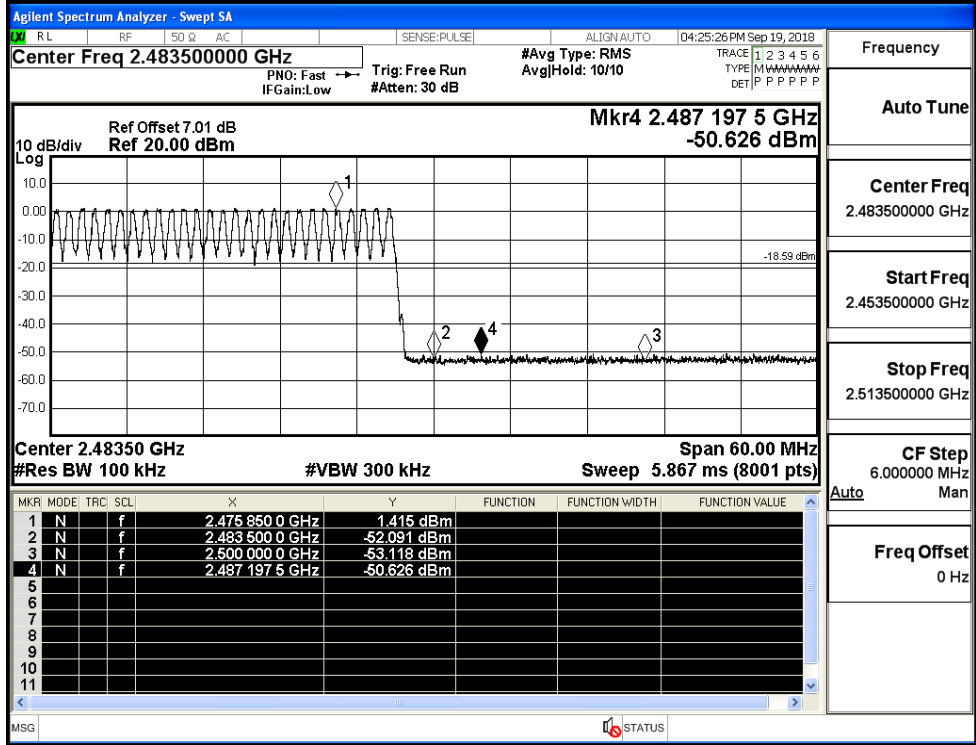 Agilent Spectrum Analyzer - Swept SA
LXI RL RF 50 Ω AC SENSE:PULSE ALIGNAUTO 04:25:26 PM Sep 19, 2018
Center Freq 2.483500000 GHz
PNO: Fast
IFGain:Low
Trig: Free Run
#Atten: 30 dB
#Avg Type: RMS
Avg|Hold: 10/10
TRACE 1 2 3 4 5 6
TYPE M WWWWW
DET P P P P P P
Frequency
Auto Tune
Center Freq
2.483500000 GHz
Start Freq
2.453500000 GHz
Stop Freq
2.513500000 GHz
CF Step
6.000000 MHz
Auto Man
Freq Offset
0 Hz
Mkr4 2.487 197 5 GHz
-50.626 dBm
Ref Offset 7.01 dB
10 dB/div Ref 20.00 dBm
Log
10.0
0.00
-10.0
-20.0
-30.0
-40.0
-50.0
-60.0
-70.0
1
-18.59 dBm
2
4
3
Center 2.48350 GHz Span 60.00 MHz
#Res BW 100 kHz #VBW 300 kHz Sweep 5.867 ms (8001 pts)
MKR MODE TRC SCL X Y FUNCTION FUNCTION WIDTH FUNCTION VALUE
1 N f 2.475 850 0 GHz 1.415 dBm
2 N f 2.483 500 0 GHz -52.091 dBm
3 N f 2.500 000 0 GHz -53.118 dBm
4 N f 2.487 197 5 GHz -50.626 dBm
5
6
7
8
9
10
11
MSG STATUS